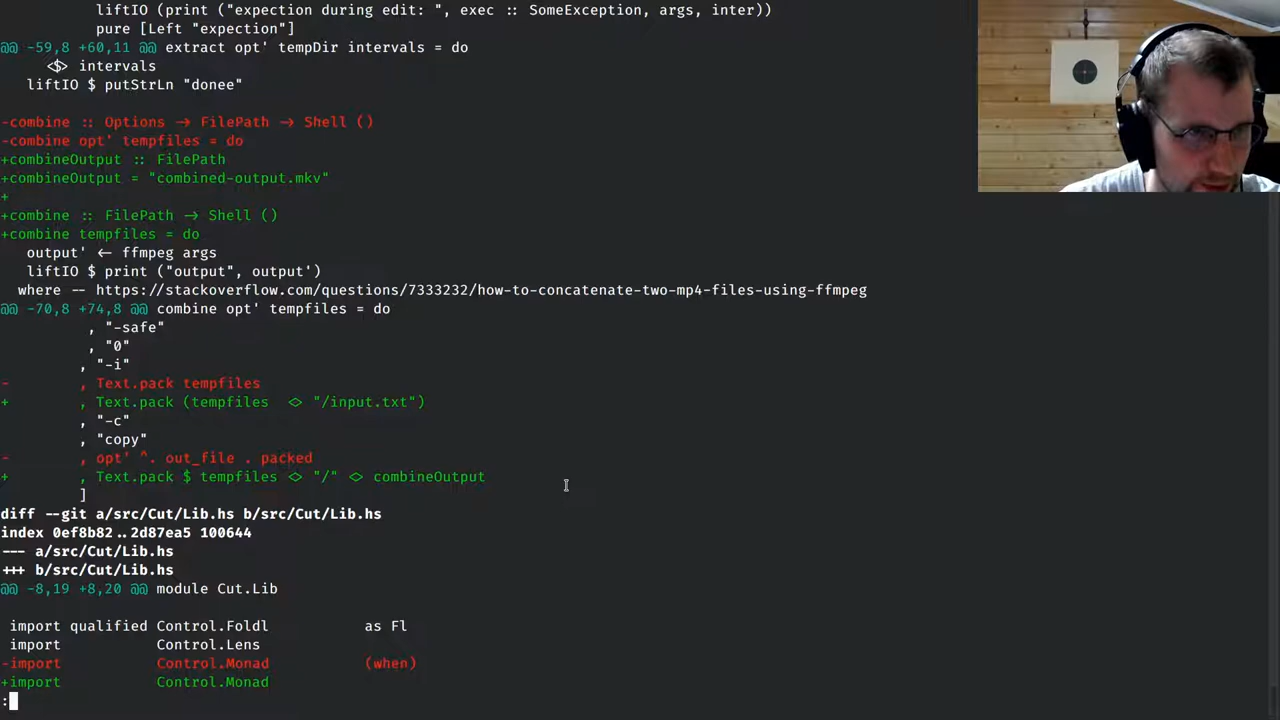 liftIO (print ("expection during edit: ", exec :: SomeException, args, inter))
pure [Left "expection"]
@@ -59,8 +60,11 @@ extract opt' tempDir intervals = do
<$> intervals
liftIO $ putStrLn "donee"
-combine :: Options -> FilePath -> Shell ()
-combine opt' tempfiles = do
+combineOutput :: FilePath
+combineOutput = "combined-output.mkv"
+
+combine :: FilePath -> Shell ()
+combine tempfiles = do
output' <- ffmpeg args
liftIO $ print ("output", output')
where -- https://stackoverflow.com/questions/7333232/how-to-concatenate-two-mp4-files-using-ffmpeg
@@ -70,8 +74,8 @@ combine opt' tempfiles = do
, "-safe"
, "0"
, "-i"
- , Text.pack tempfiles
+ , Text.pack (tempfiles <> "/input.txt")
, "-c"
, "copy"
- , opt' ^. out_file . packed
+ , Text.pack $ tempfiles <> "/" <> combineOutput
]
diff --git a/src/Cut/Lib.hs b/src/Cut/Lib.hs
index 0ef8b82..2d87ea5 100644
--- a/src/Cut/Lib.hs
+++ b/src/Cut/Lib.hs
@@ -8,19 +8,20 @@ module Cut.Lib
import qualified Control.Foldl as Fl
import Control.Lens
-import Control.Monad (when)
+import Control.Monad
: